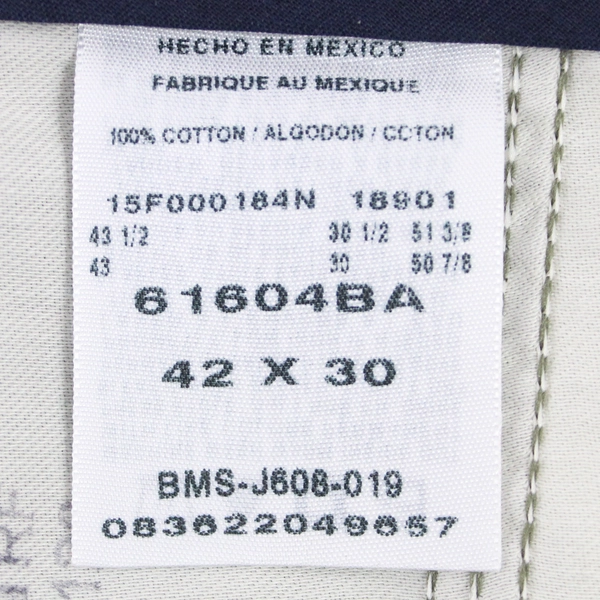 HECHO EN MEXICO
FABRIQUE AU MEXIQUE
100% COTTON / ALGODON / COTON
15F000184N 18901
43 1/2 30 1/2 51 3/8
43 30 50 7/8
61604BA
42 X 30
BMS-J608-019
083622049657